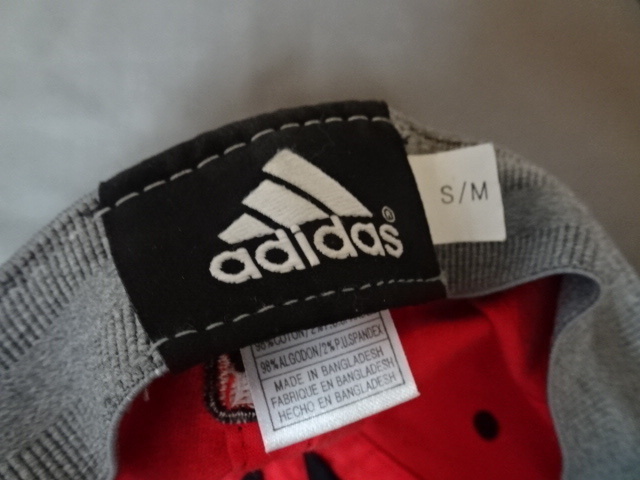 adidas®
S/M
98% ALGODON/2% P.U.SPANDEX
MADE IN BANGLADESH
FABRIQUE EN BANGLADESH
HECHO EN BANGLADESH